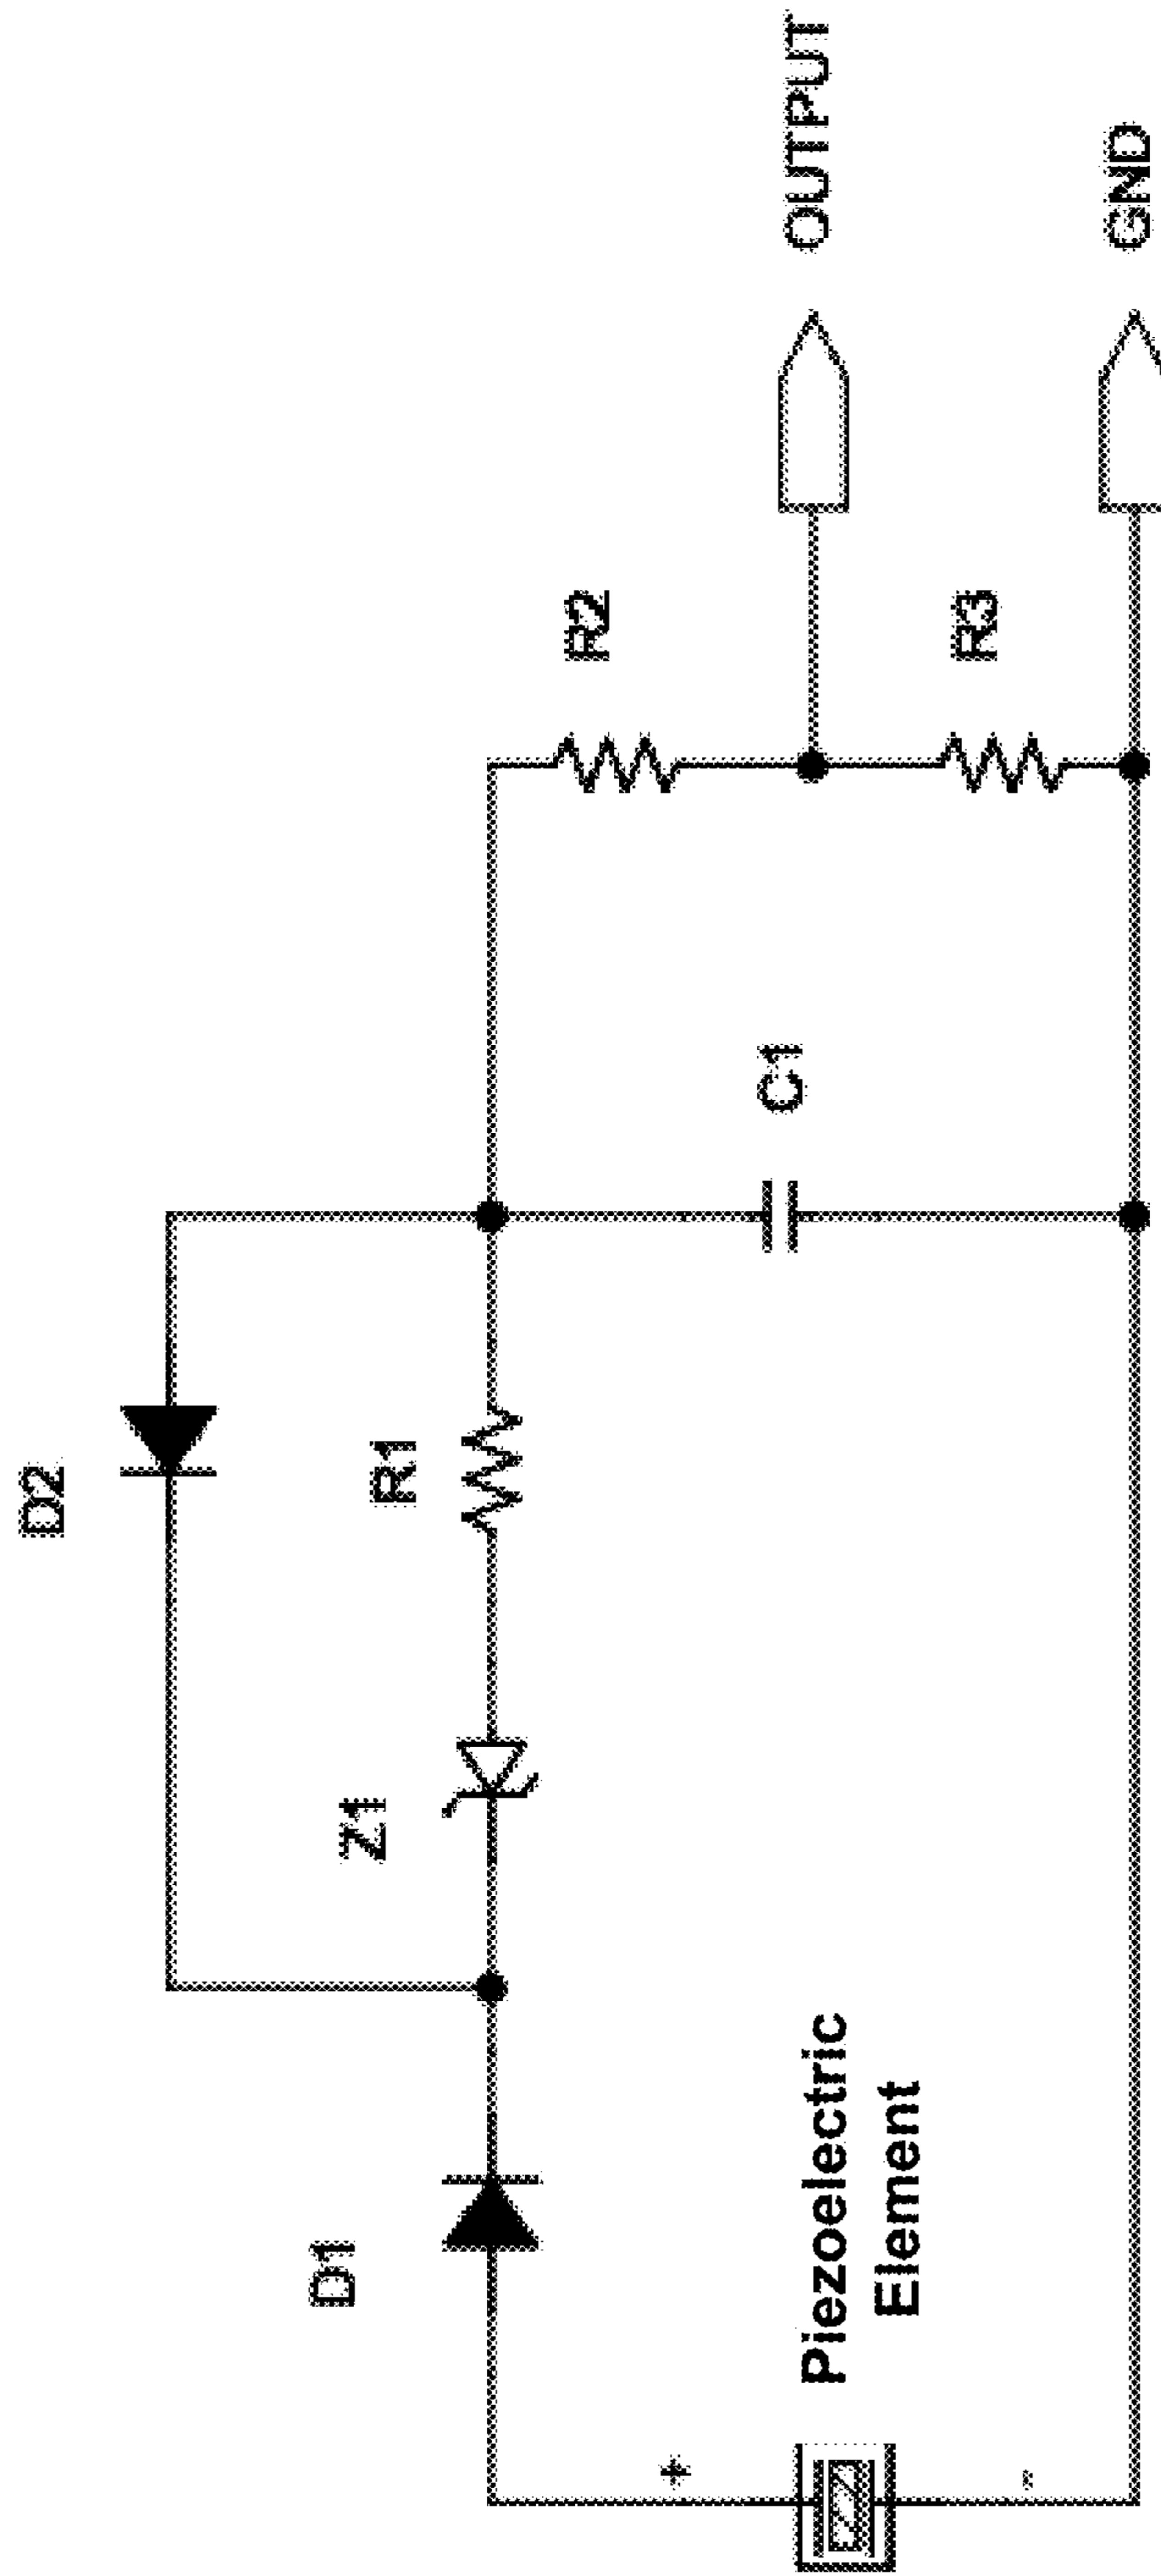 D2
D1
Z1
R1
R2
C1
R3
OUTPUT
GND
+
Piezoelectric
Element
-